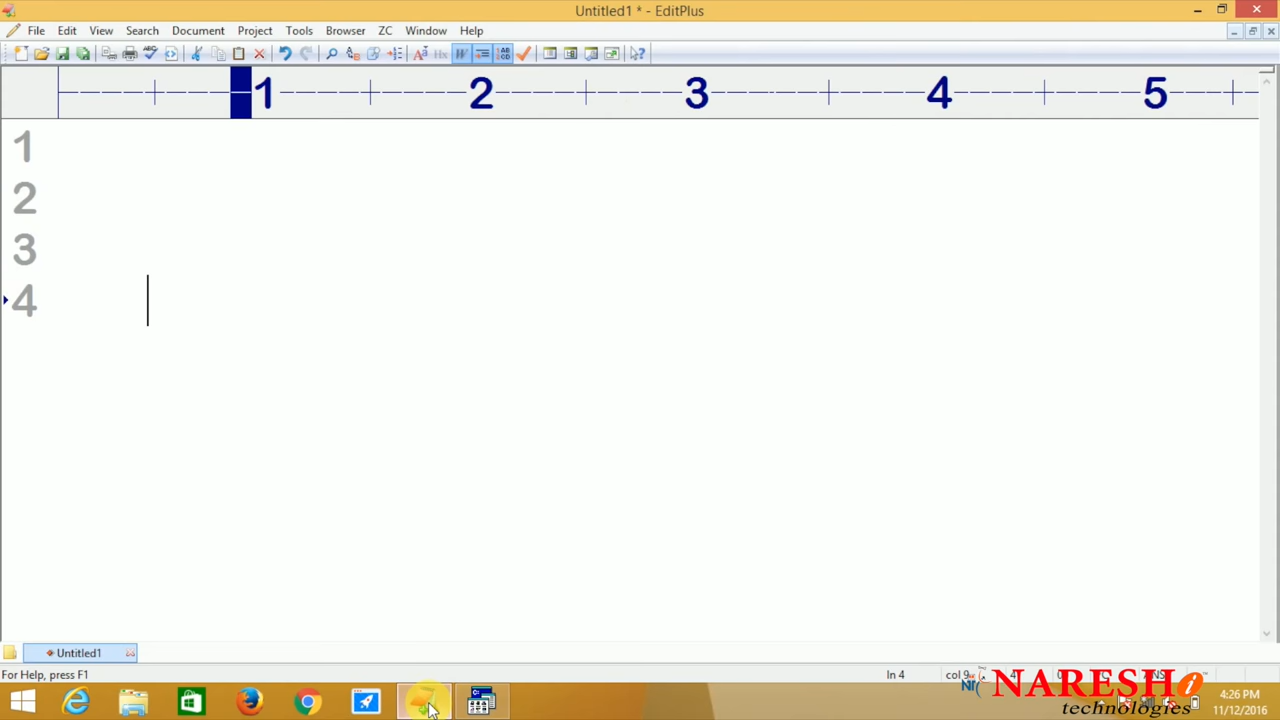 Untitled1 * - EditPlus
File Edit View Search Document Project Tools Browser ZC Window Help
1 2 3 4 5
1
2
3
4
Untitled1
For Help, press F1 ln 4 col 9
NARESH i
technologies
4:26 PM
11/12/2016